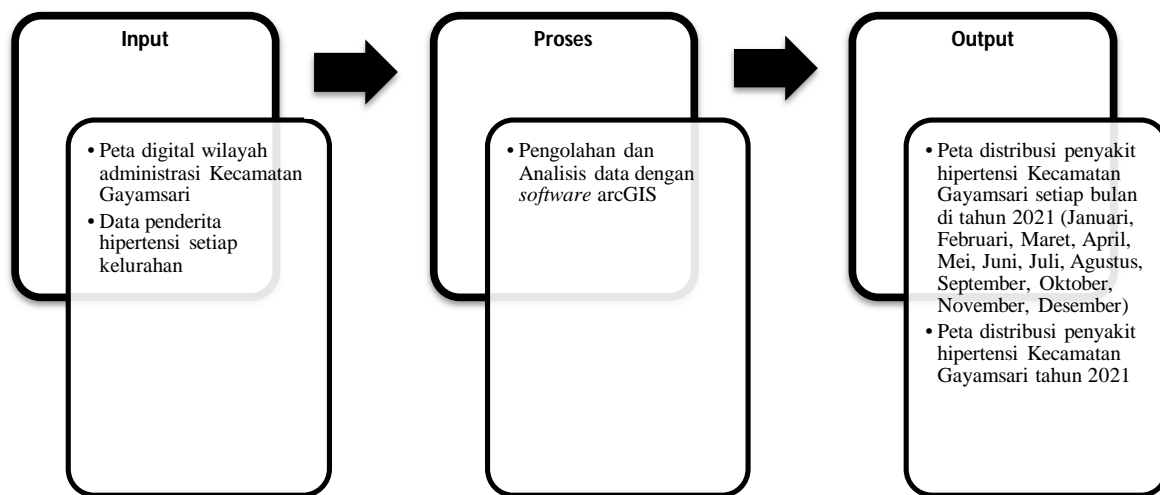 Input
• Peta digital wilayah
administrasi Kecamatan
Gayamsari
• Data penderita
hipertensi setiap
kelurahan
Proses
• Pengolahan dan
Analisis data dengan
software arcGIS
Output
• Peta distribusi penyakit
hipertensi Kecamatan
Gayamsari setiap bulan
di tahun 2021 (Januari,
Februari, Maret, April,
Mei, Juni, Juli, Agustus,
September, Oktober,
November, Desember)
• Peta distribusi penyakit
hipertensi Kecamatan
Gayamsari tahun 2021